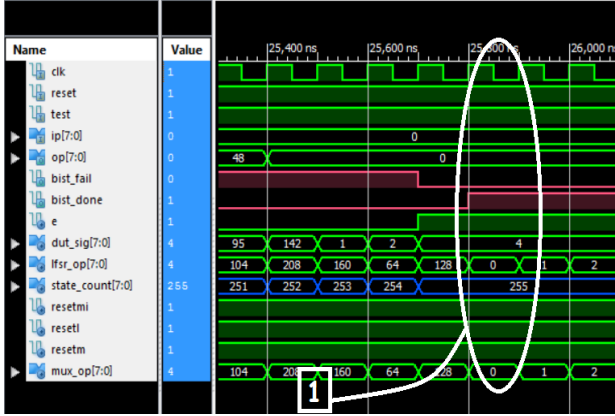 Name Value 25,400 ns 25,600 ns 25,800 ns 26,000 ns
clk 1
reset 1
test 1
ip[7:0] 0 0
op[7:0] 0 48 0
bist_fail 0
bist_done 1
e 1
dut_sig[7:0] 4 95 142 1 2 4
lfsr_op[7:0] 4 104 208 160 64 128 0 1 2
state_count[7:0] 255 251 252 253 254 255
resetmi 1
resetl 1
resetm 1
mux_op[7:0] 4 104 208 160 64 128 0 1 2
1